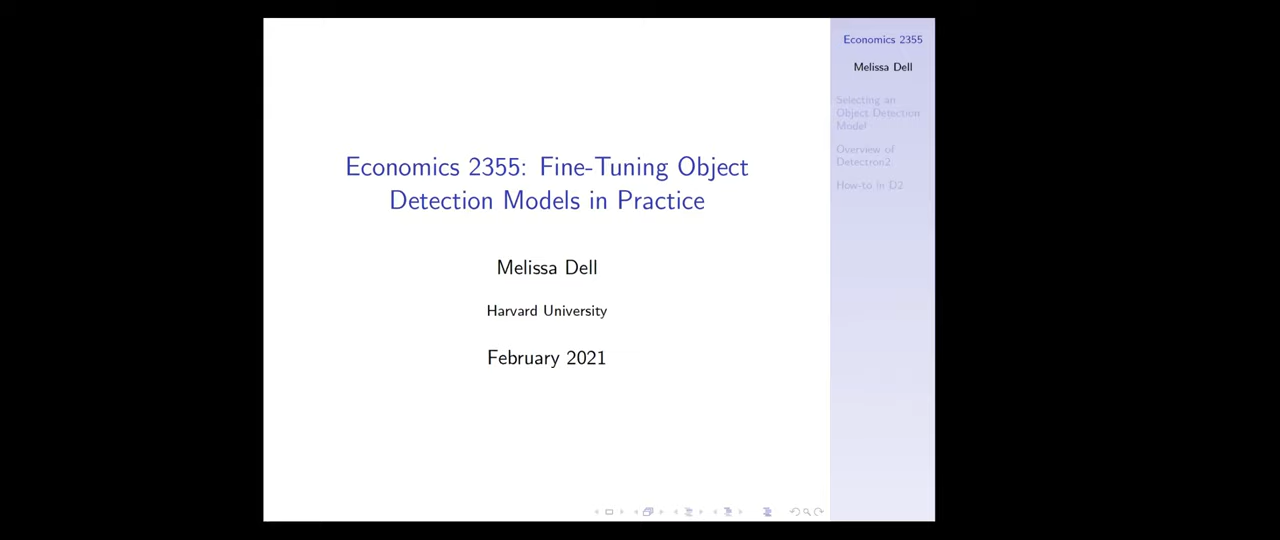 Economics 2355: Fine-Tuning Object
Detection Models in Practice
Melissa Dell
Harvard University
February 2021
Economics 2355
Melissa Dell
Selecting an
Object Detection
Model
Overview of
Detectron2
How-to in D2